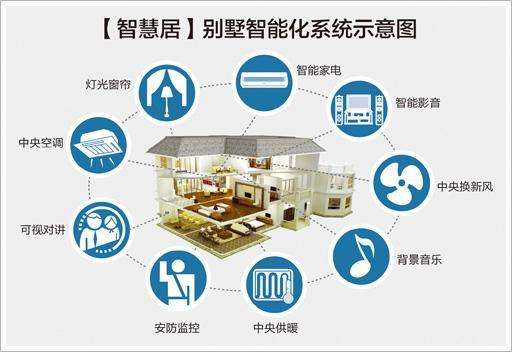 【智慧居】别墅智能化系统示意图
智能家电
灯光窗帘
智能影音
中央空调
中央换新风
可视对讲
背景音乐
安防监控
中央供暖